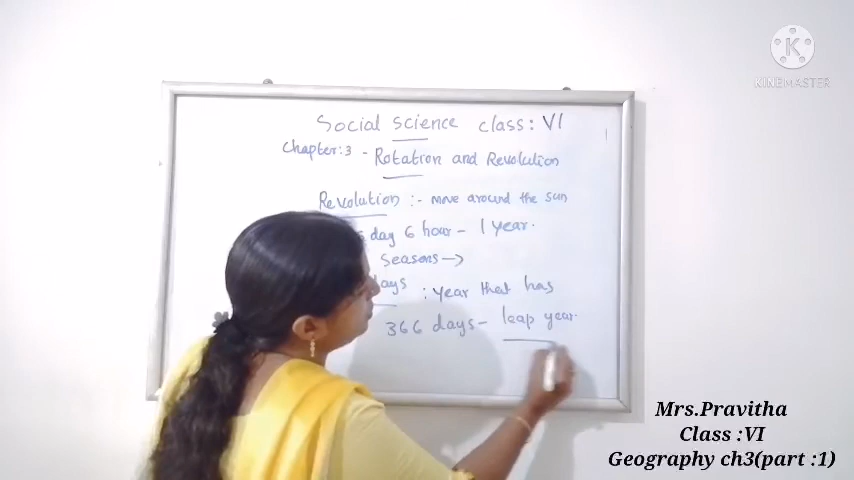 KINEMASTER
Social science class: VI
Chapter:3 - Rotation and Revolution
Revolution :- move around the sun
day 6 hour - 1 year.
Seasons →
days : year that has
366 days - leap year.
Mrs.Pravitha
Class :VI
Geography ch3(part :1)